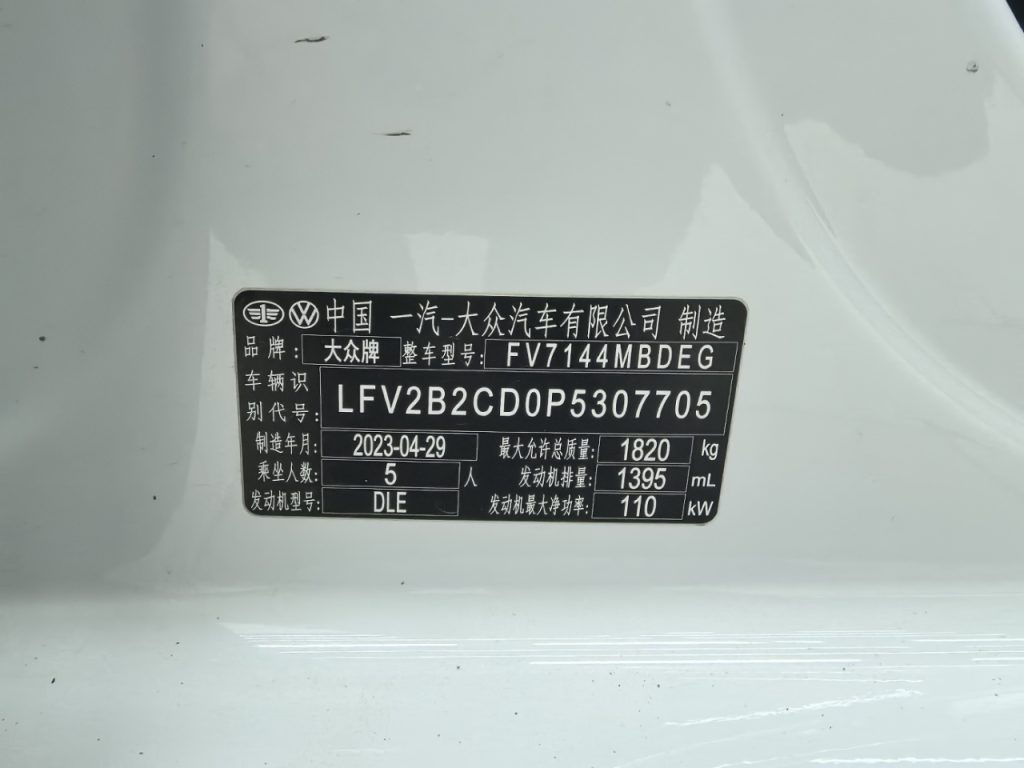 中国 一汽-大众汽车有限公司 制造
品牌: 大众牌 整车型号: FV7144MBDEG
车辆识别代号: LFV2B2CD0P5307705
制造年月: 2023-04-29 最大允许总质量: 1820 kg
乘坐人数: 5 人 发动机排量: 1395 mL
发动机型号: DLE 发动机最大净功率: 110 kW